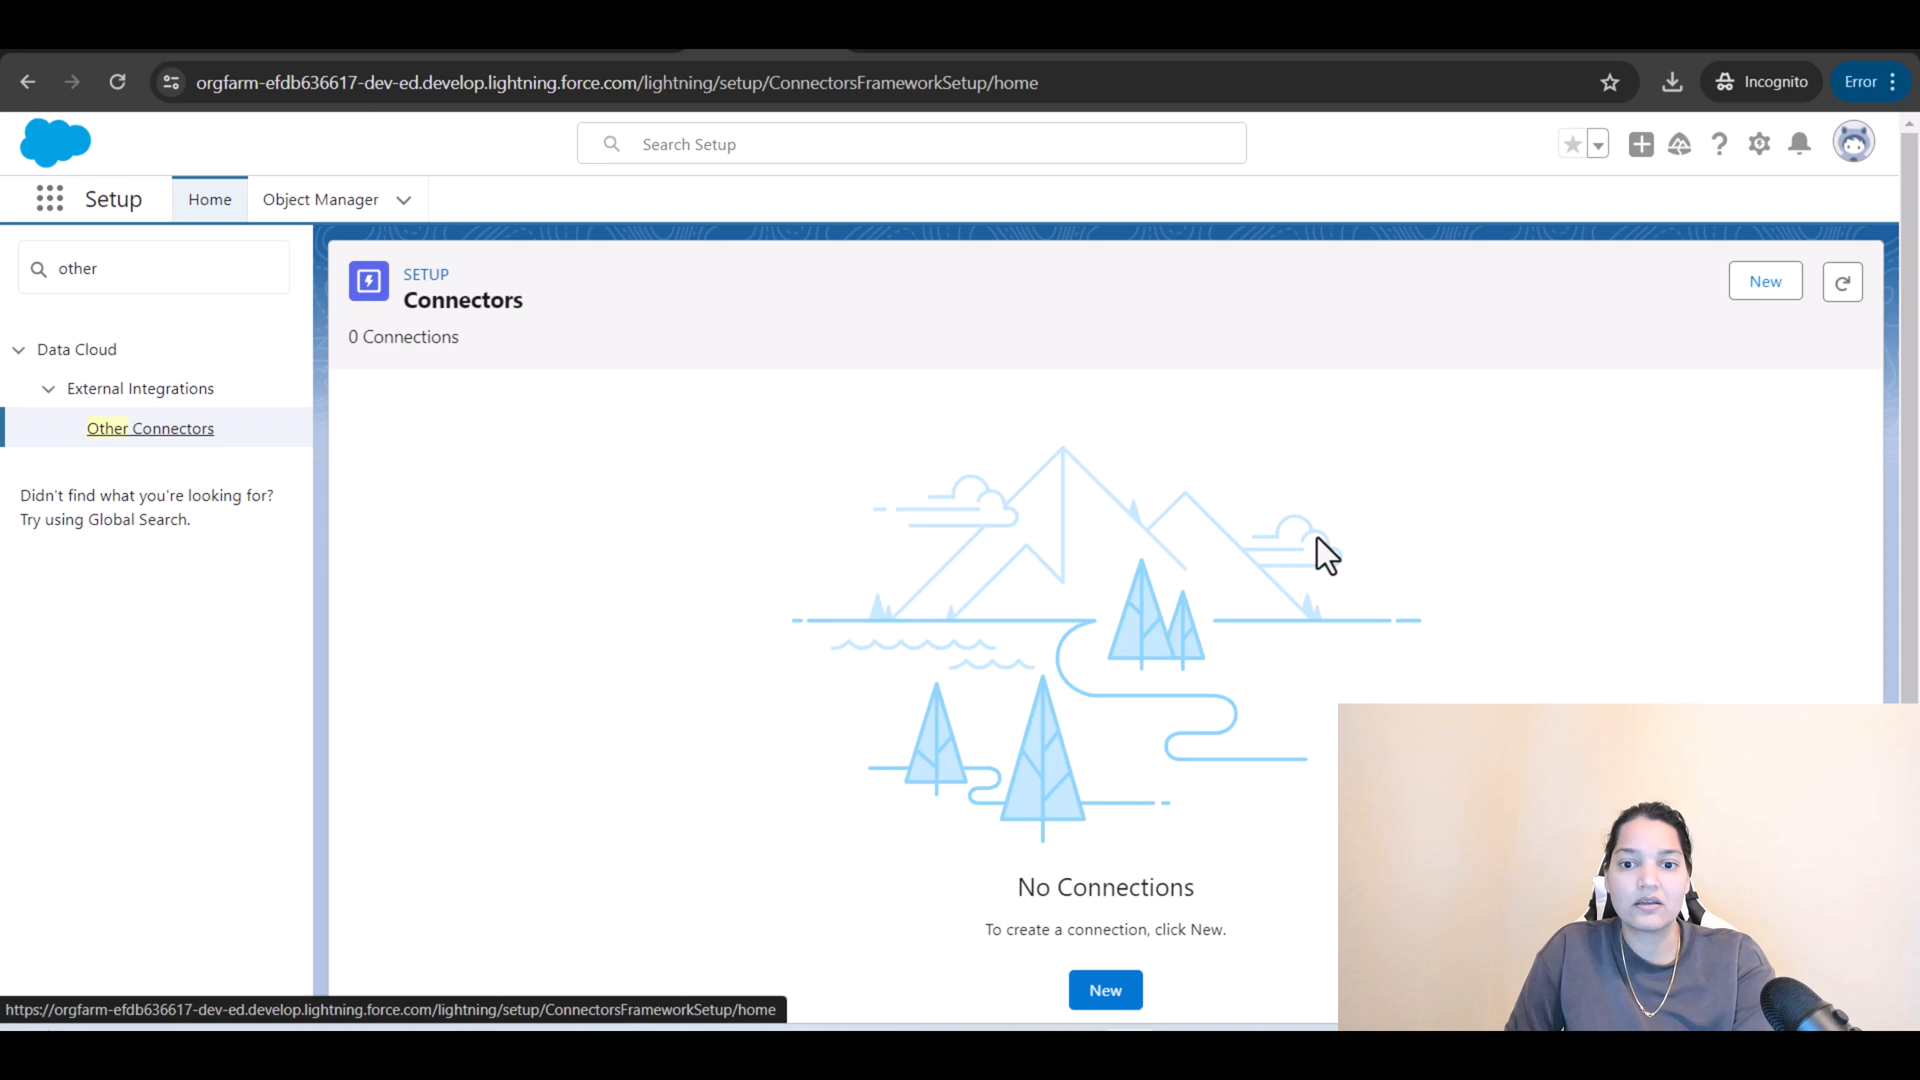 orgfarm-efdb636617-dev-ed.develop.lightning.force.com/lightning/setup/ConnectorsFrameworkSetup/home
Incognito
Error
Search Setup
Setup
Home
Object Manager
other
Data Cloud
External Integrations
Other Connectors
Didn't find what you're looking for?
Try using Global Search.
SETUP
Connectors
0 Connections
New
No Connections
To create a connection, click New.
New
https://orgfarm-efdb636617-dev-ed.develop.lightning.force.com/lightning/setup/ConnectorsFrameworkSetup/home